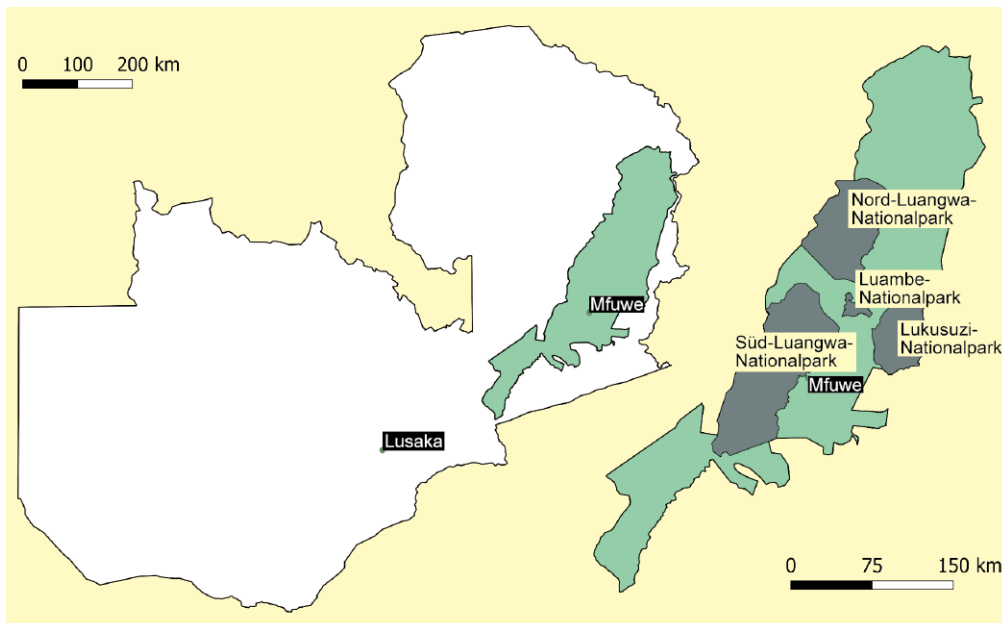 0 100 200 km
Mfuwe
Lusaka
Nord-Luangwa-
Nationalpark
Luambe-
Nationalpark
Lukusuzi-
Nationalpark
Süd-Luangwa-
Nationalpark
Mfuwe
0 75 150 km